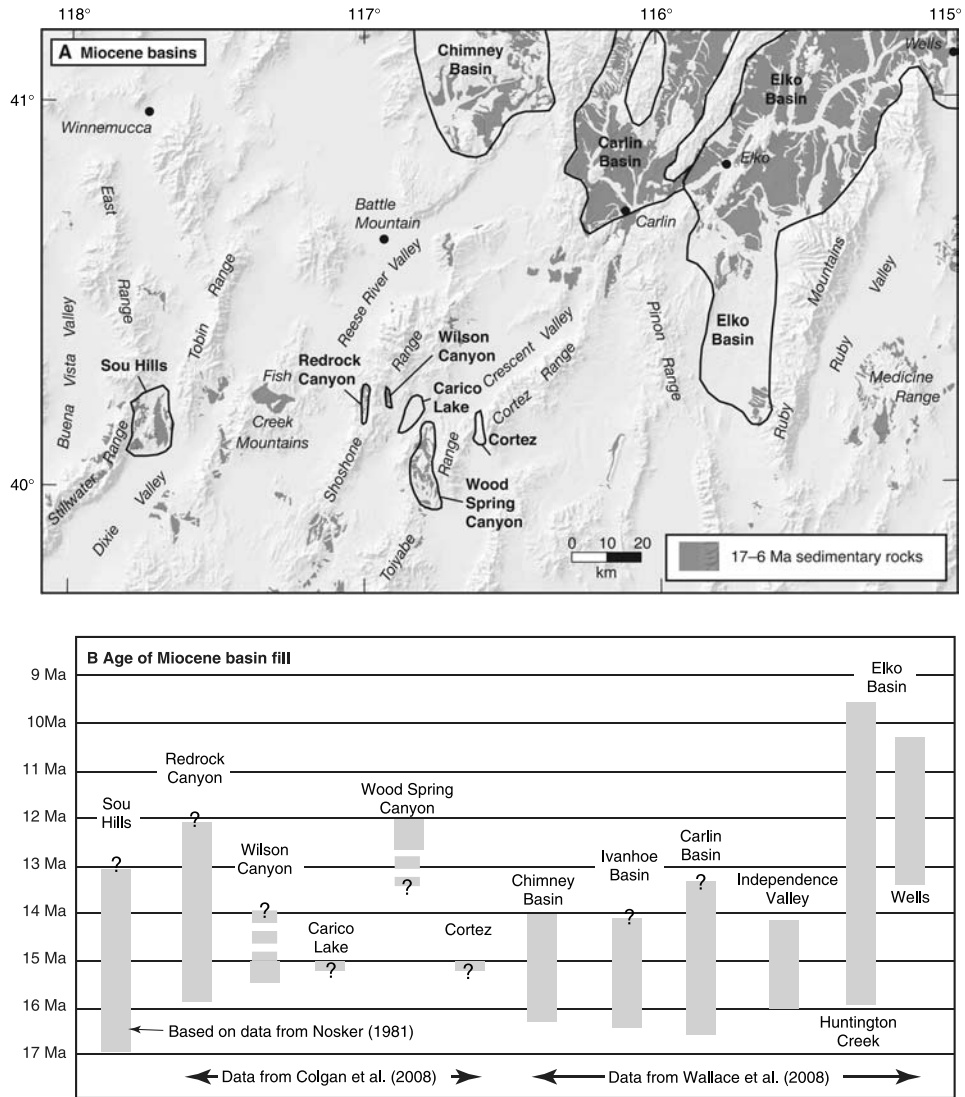 118°
117°
116°
115°
A Miocene basins
Chimney
Basin
Wells
Elko
Basin
41°
Winnemucca
Carlin
Basin
Elko
East
Range
Battle
Mountain
Carlin
Reese River Valley
Buena Vista Valley
Tobin Range
Mountains
Valley
Ruby
Pinon
Range
Elko
Basin
Wilson
Canyon
Range
Crescent Valley
Redrock
Canyon
Sou Hills
Fish
Creek
Mountains
Carico
Lake
Cortez
Range
Medicine
Range
Ruby
Cortez
Range
Stillwater
Range
Shoshone
40°
Wood
Spring
Canyon
Dixie
Valley
Toiyabe
0 10 20
km
17–6 Ma sedimentary rocks
B Age of Miocene basin fill
9 Ma
10Ma
11 Ma
12 Ma
13 Ma
14 Ma
15 Ma
16 Ma
17 Ma
Elko
Basin
Redrock
Canyon
Wood Spring
Canyon
Sou
Hills
?
?
Wilson
Canyon
Carlin
Basin
Ivanhoe
Basin
?
?
?
Chimney
Basin
Independence
Valley
Wells
?
?
Carico
Lake
Cortez
?
?
Huntington
Creek
Based on data from Nosker (1981)
Data from Colgan et al. (2008)
Data from Wallace et al. (2008)